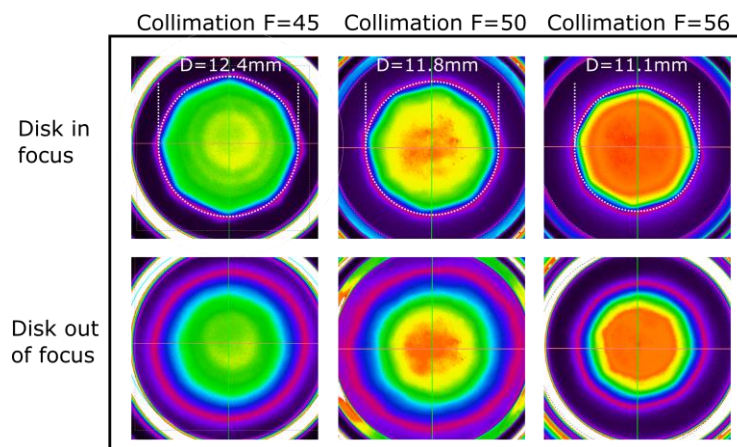 Collimation F=45 Collimation F=50 Collimation F=56
D=12.4mm D=11.8mm D=11.1mm
Disk in
focus
Disk out
of focus